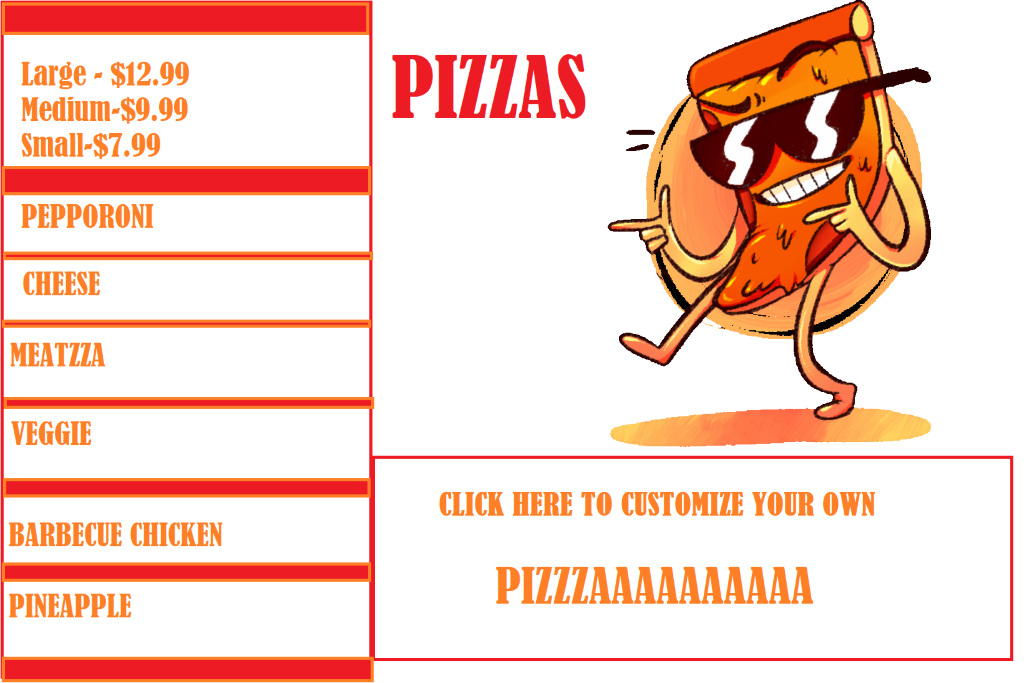 Large - $12.99
Medium-$9.99
Small-$7.99
PEPPORONI
CHEESE
MEATZZA
VEGGIE
BARBECUE CHICKEN
PINEAPPLE
PIZZAS
CLICK HERE TO CUSTOMIZE YOUR OWN
PIZZZAAAAAAAAAA